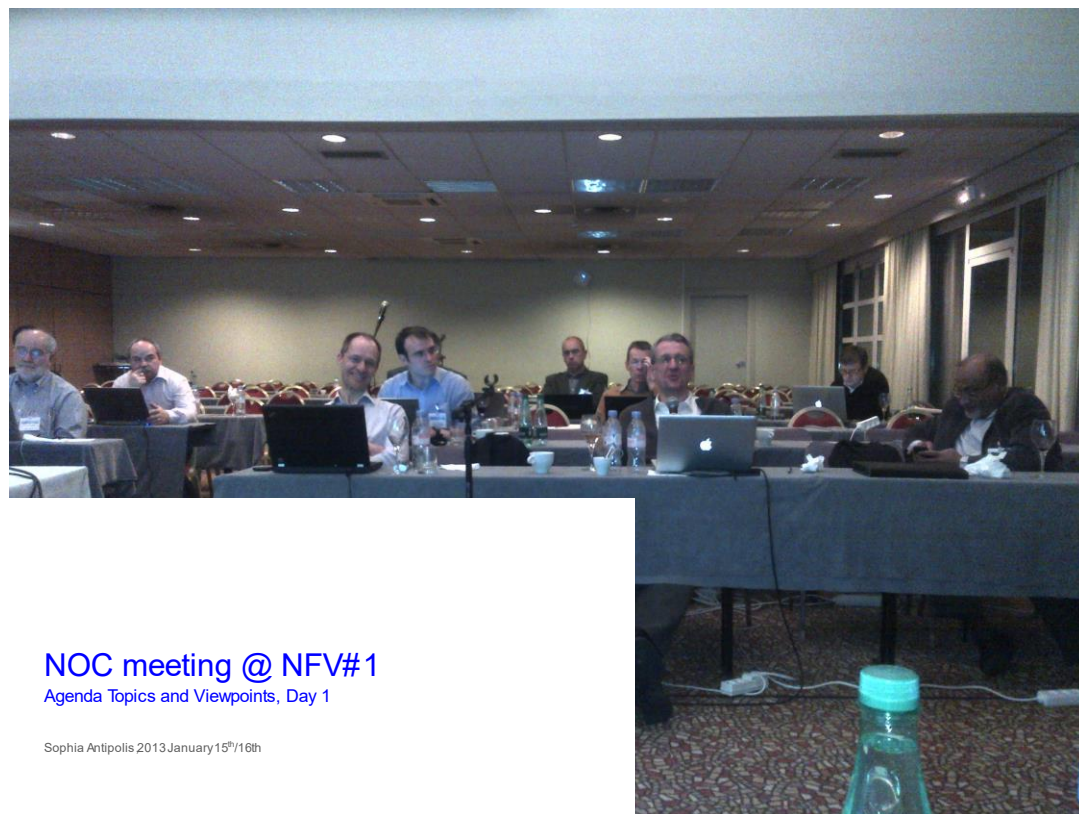 NOC meeting @ NFV#1
Agenda Topics and Viewpoints, Day 1
Sophia Antipolis 2013 January 15th/16th